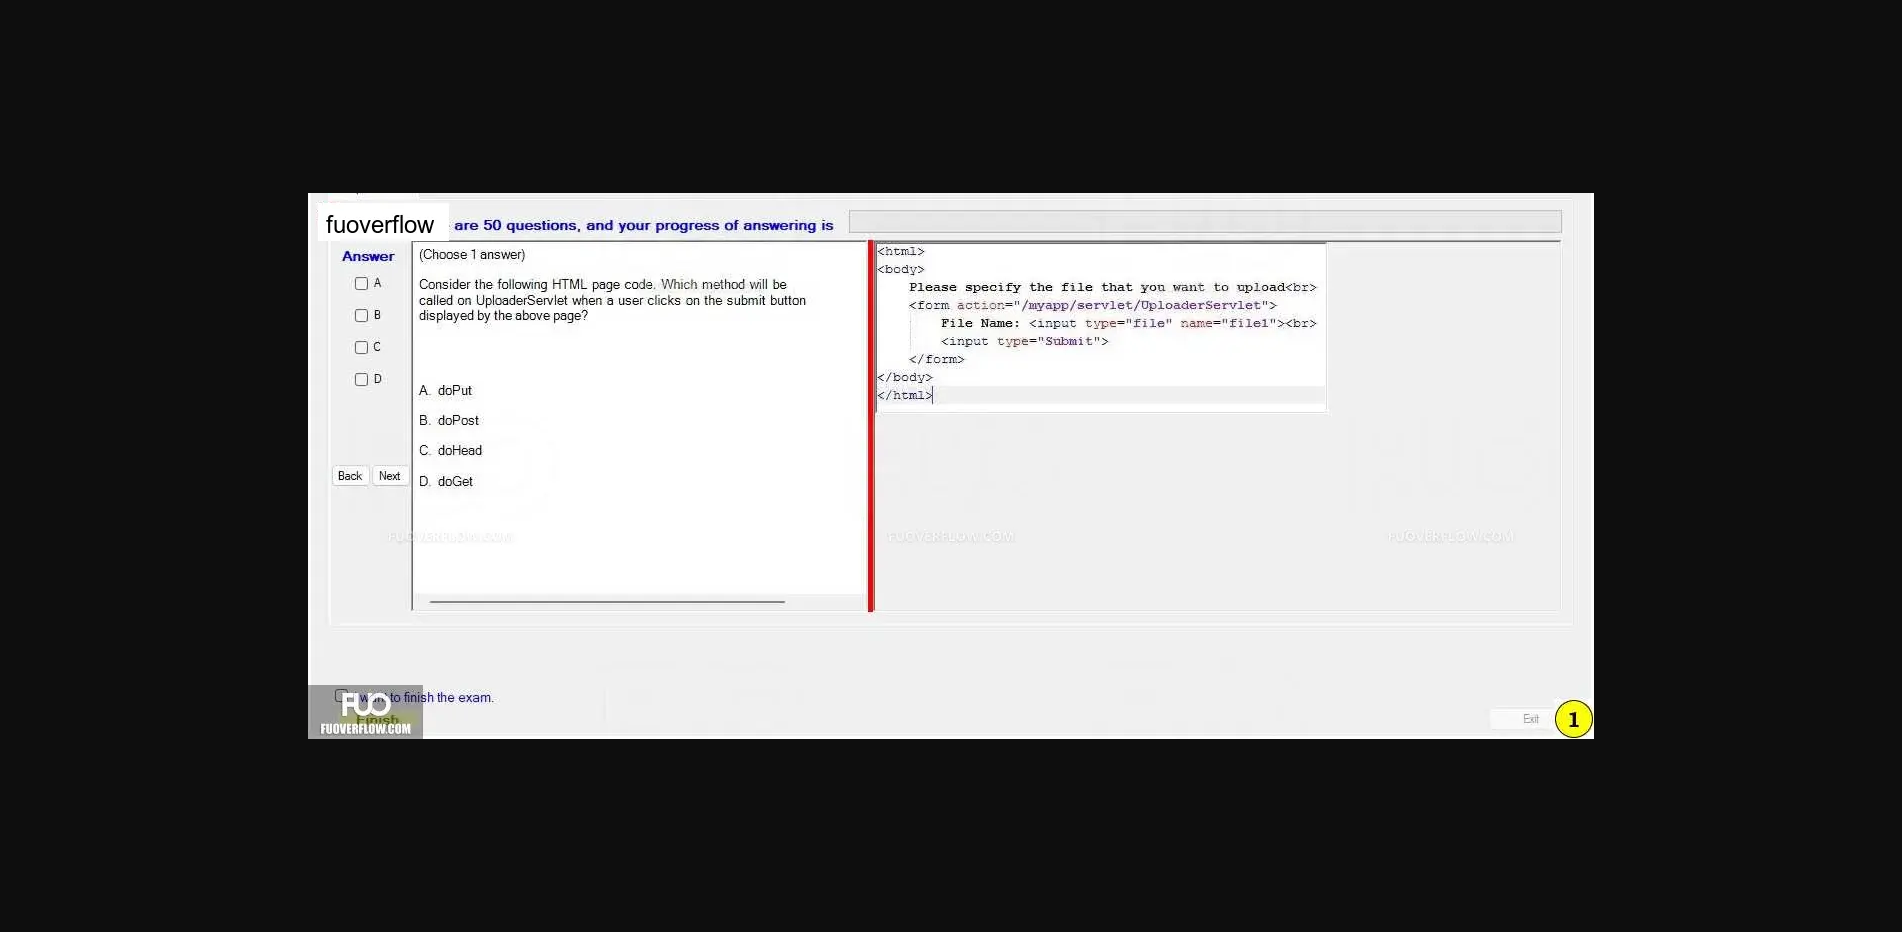 fuoverflow are 50 questions, and your progress of answering is
Answer
A
B
C
D
Back Next
(Choose 1 answer)
Consider the following HTML page code. Which method will be
called on UploaderServlet when a user clicks on the submit button
displayed by the above page?
A. doPut
B. doPost
C. doHead
D. doGet
<html>
<body>
Please specify the file that you want to upload<br>
<form action="/myapp/servlet/UploaderServlet">
File Name: <input type="file" name="file1"><br>
<input type="Submit">
</form>
</body>
</html>
FUOVERFLOW.COM FUOVERFLOW.COM FUOVERFLOW.COM
want to finish the exam.
Finish
FUO
FUOVERFLOW.COM
Exit 1